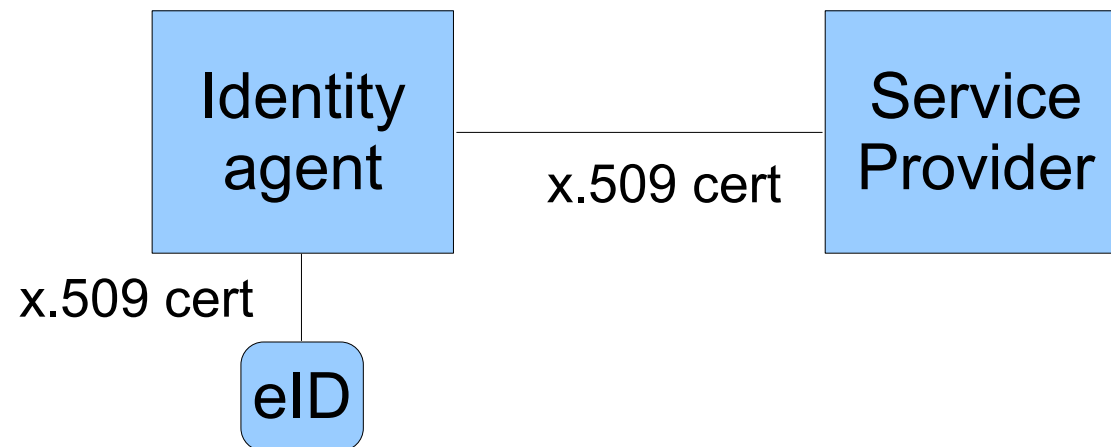 Identity
agent
Service
Provider
x.509 cert
x.509 cert
eID